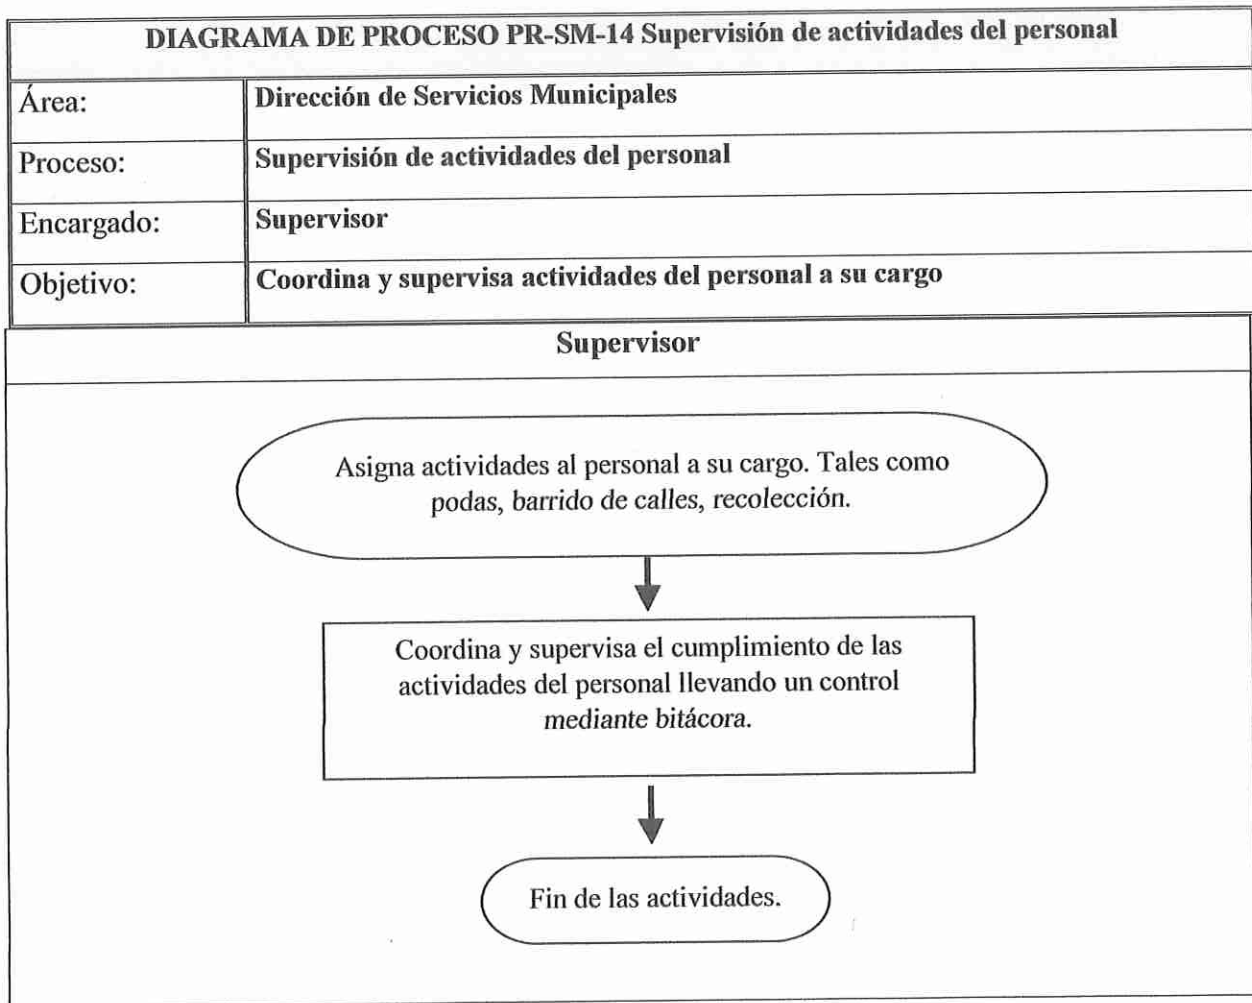 DIAGRAMA DE PROCESO PR-SM-14 Supervisión de actividades del personal
Área: Dirección de Servicios Municipales
Proceso: Supervisión de actividades del personal
Encargado: Supervisor
Objetivo: Coordina y supervisa actividades del personal a su cargo
Supervisor
Asigna actividades al personal a su cargo. Tales como
podas, barrido de calles, recolección.
Coordina y supervisa el cumplimiento de las
actividades del personal llevando un control
mediante bitácora.
Fin de las actividades.